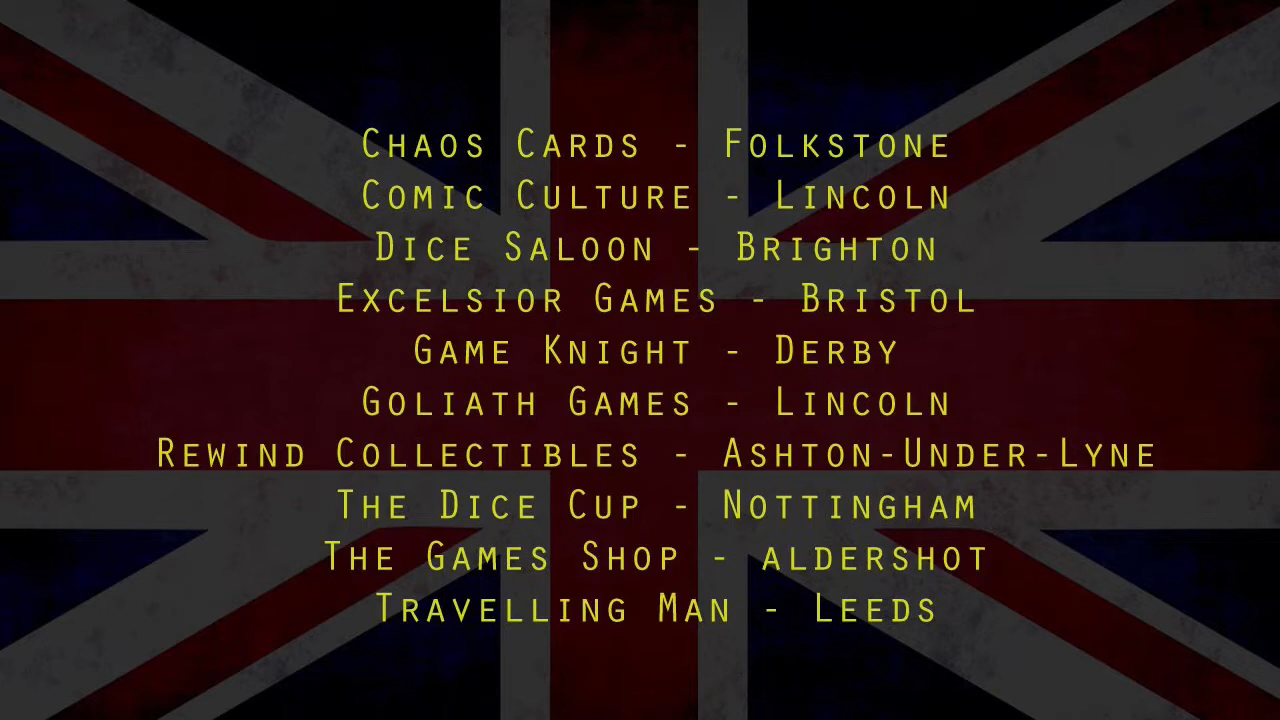 Chaos Cards - Folkstone
Comic Culture - Lincoln
Dice Saloon - Brighton
Excelsior Games - Bristol
Game Knight - Derby
Goliath Games - Lincoln
Rewind Collectibles - Ashton-Under-Lyne
The Dice Cup - Nottingham
The Games Shop - aldershot
Travelling Man - Leeds